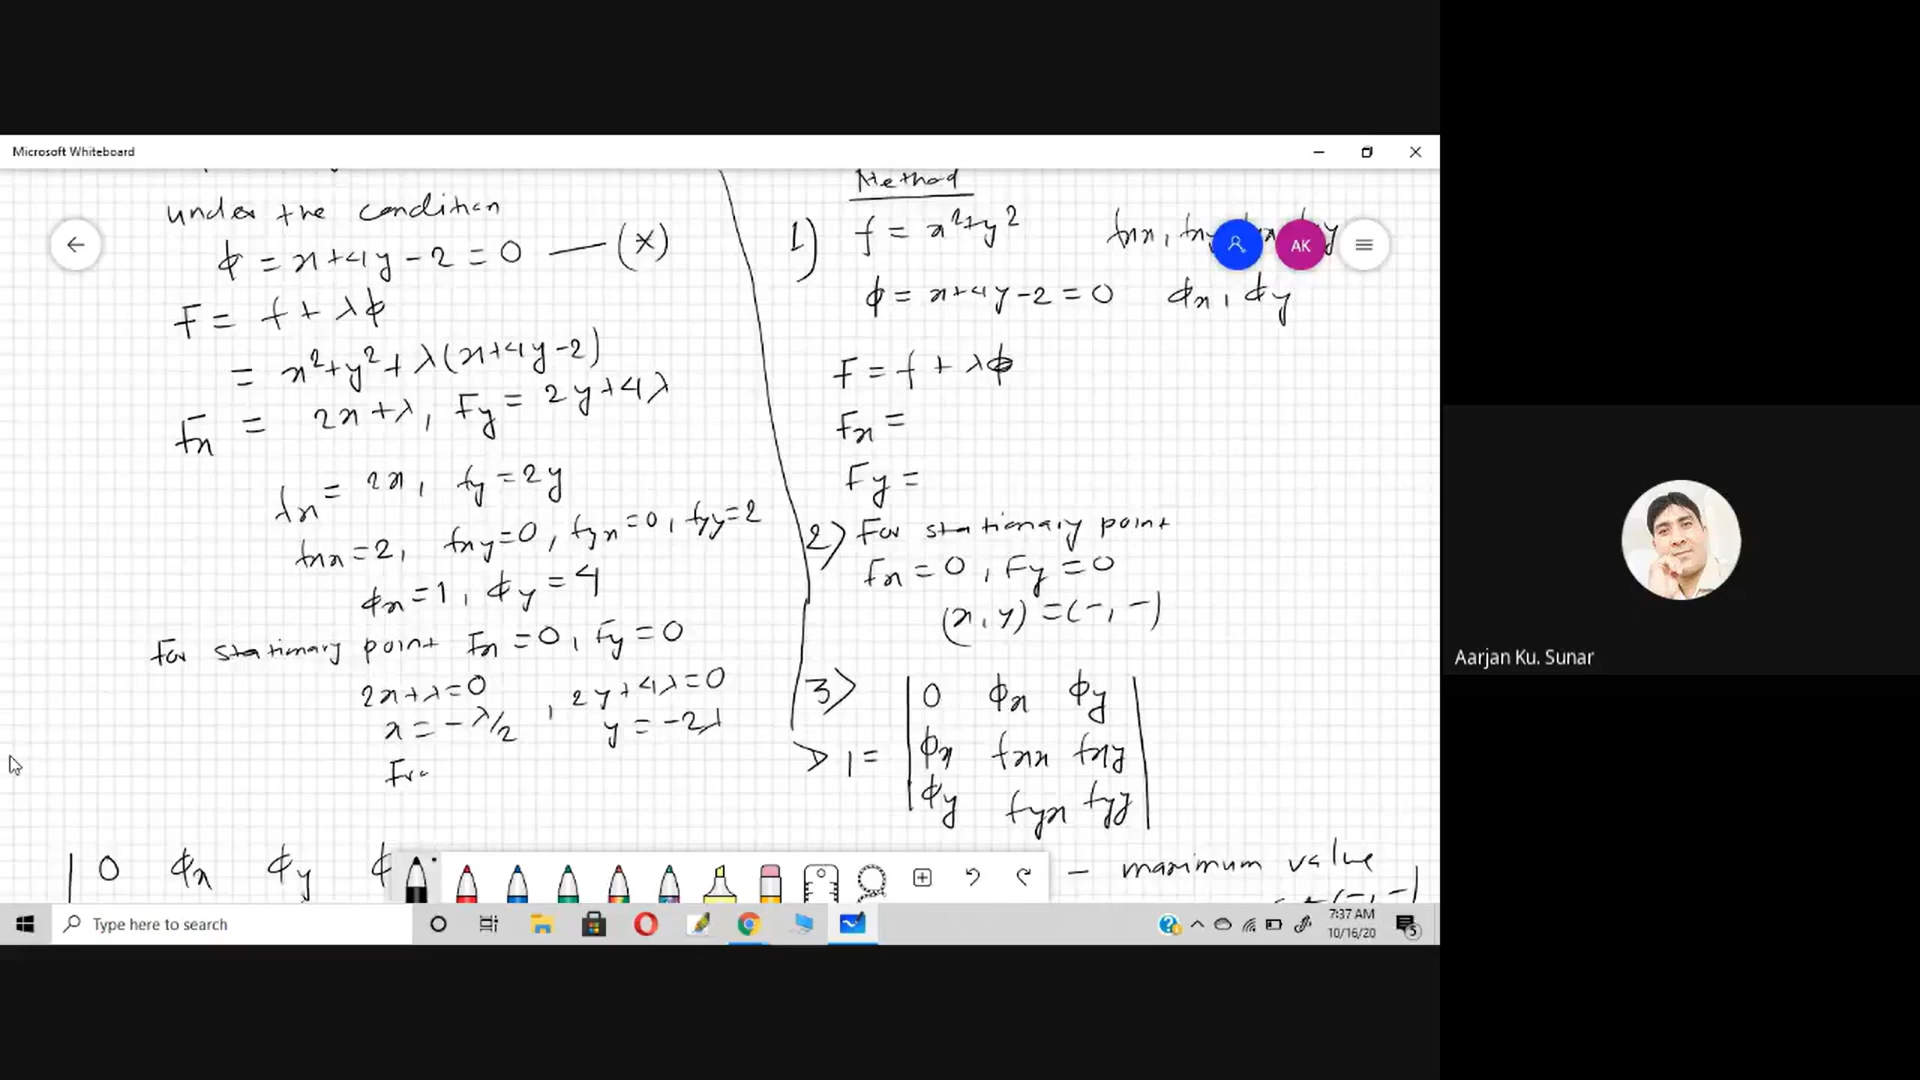 Microsoft Whiteboard
under the condition
ϕ = x+4y-2 = 0 — (*)
F = f + λϕ
= x²+y² + λ(x+4y-2)
Fx = 2x+λ, Fy = 2y+4λ
fx = 2x, fy = 2y
fxx = 2, fxy = 0, fyx = 0, fyy = 2
ϕx = 1, ϕy = 4
For stationary point Fx = 0, Fy = 0
2x+λ = 0, 2y+4λ = 0
x = -λ/2 y = -2λ
0 ϕx ϕy ϕ
Method
1) f = x²+y² fxx,
ϕ = x+4y-2 = 0 ϕx, ϕy
F = f + λϕ
Fx =
Fy =
2) For stationary point
Fx = 0, Fy = 0
(x, y) = (-, -)
3) | 0 ϕx ϕy |
D1 = | ϕx fxx fxy |
| ϕy fyx fyy |
- maximum value
(-, -)
AK
Aarjan Ku. Sunar
Type here to search
7:37 AM
10/16/20
5